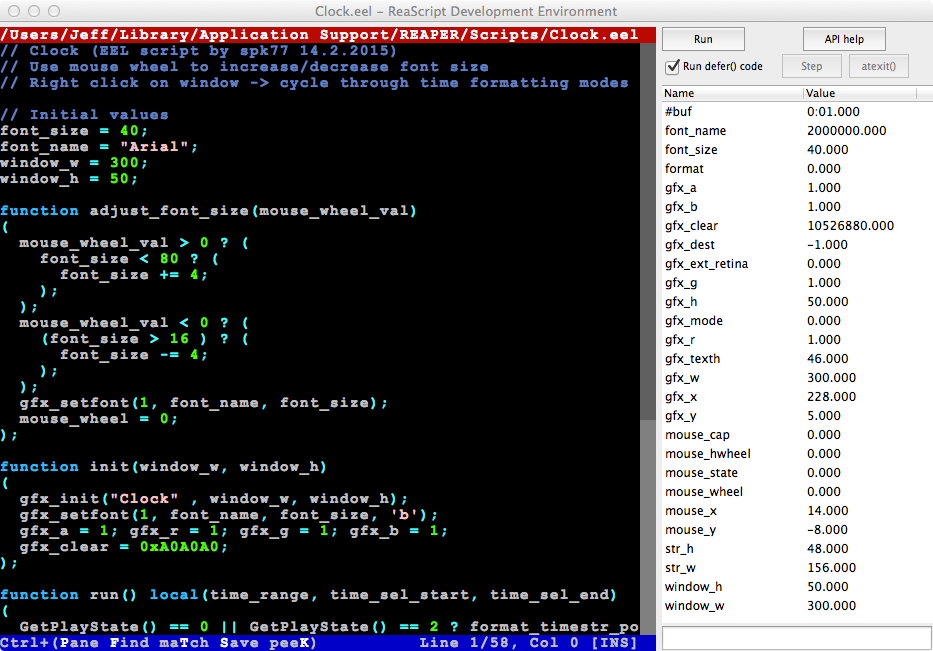 Clock.eel - ReaScript Development Environment
/Users/Jeff/Library/Application Support/REAPER/Scripts/Clock.eel
// Clock (EEL script by spk77 14.2.2015)
// Use mouse wheel to increase/decrease font size
// Right click on window -> cycle through time formatting modes
// Initial values
font_size = 40;
font_name = "Arial";
window_w = 300;
window_h = 50;
function adjust_font_size(mouse_wheel_val)
(
mouse_wheel_val > 0 ? (
font_size < 80 ? (
font_size += 4;
);
);
mouse_wheel_val < 0 ? (
(font_size > 16 ) ? (
font_size -= 4;
);
);
gfx_setfont(1, font_name, font_size);
mouse_wheel = 0;
);
function init(window_w, window_h)
(
gfx_init("Clock" , window_w, window_h);
gfx_setfont(1, font_name, font_size, 'b');
gfx_a = 1; gfx_r = 1; gfx_g = 1; gfx_b = 1;
gfx_clear = 0xA0A0A0;
);
function run() local(time_range, time_sel_start, time_sel_end)
(
GetPlayState() == 0 || GetPlayState() == 2 ? format_timestr_po
Ctrl+(Pane Find maTch Save peeK) Line 1/58, Col 0 [INS]
Run API help
Run defer() code Step atexit()
Name Value
#buf 0:01.000
font_name 2000000.000
font_size 40.000
format 0.000
gfx_a 1.000
gfx_b 1.000
gfx_clear 10526880.000
gfx_dest -1.000
gfx_ext_retina 0.000
gfx_g 1.000
gfx_h 50.000
gfx_mode 0.000
gfx_r 1.000
gfx_texth 46.000
gfx_w 300.000
gfx_x 228.000
gfx_y 5.000
mouse_cap 0.000
mouse_hwheel 0.000
mouse_state 0.000
mouse_wheel 0.000
mouse_x 14.000
mouse_y -8.000
str_h 48.000
str_w 156.000
window_h 50.000
window_w 300.000